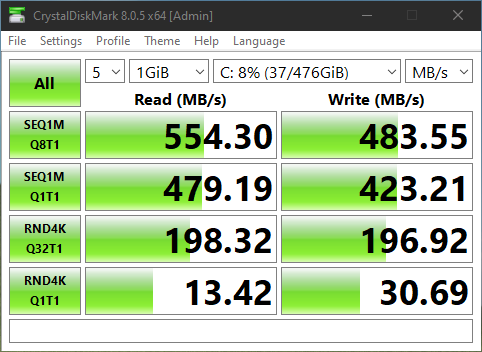 CrystalDiskMark 8.0.5 x64 [Admin]
File Settings Profile Theme Help Language
All 5 1GiB C: 8% (37/476GiB) MB/s
Read (MB/s) Write (MB/s)
SEQ1M
Q8T1 554.30 483.55
SEQ1M
Q1T1 479.19 423.21
RND4K
Q32T1 198.32 196.92
RND4K
Q1T1 13.42 30.69